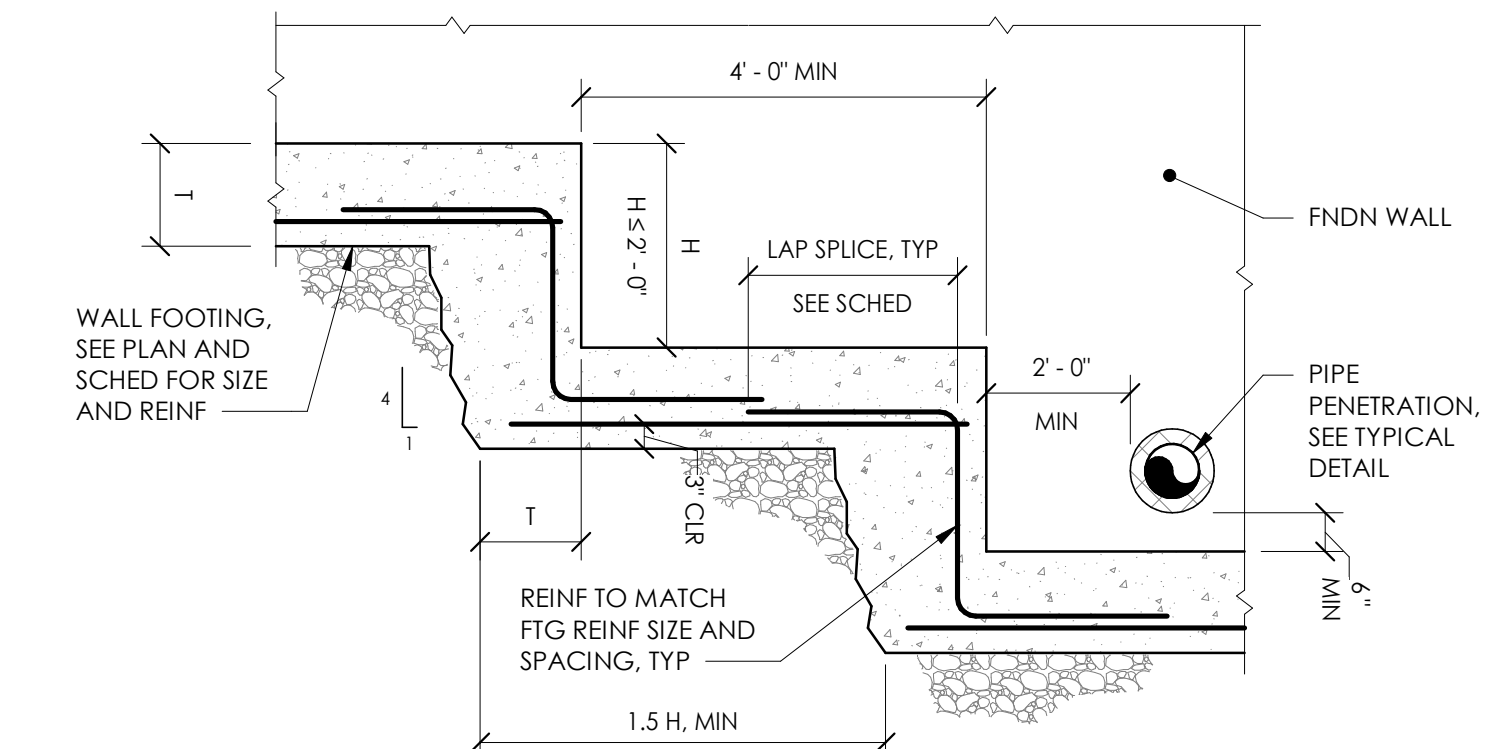 4' - 0" MIN
T
H ≤ 2' - 0"
H
FNDN WALL
LAP SPLICE, TYP
SEE SCHED
WALL FOOTING,
SEE PLAN AND
SCHED FOR SIZE
AND REINF
4
1
2' - 0"
MIN
PIPE
PENETRATION,
SEE TYPICAL
DETAIL
3" CLR
T
6"
MIN
REINF TO MATCH
FTG REINF SIZE AND
SPACING, TYP
1.5 H, MIN